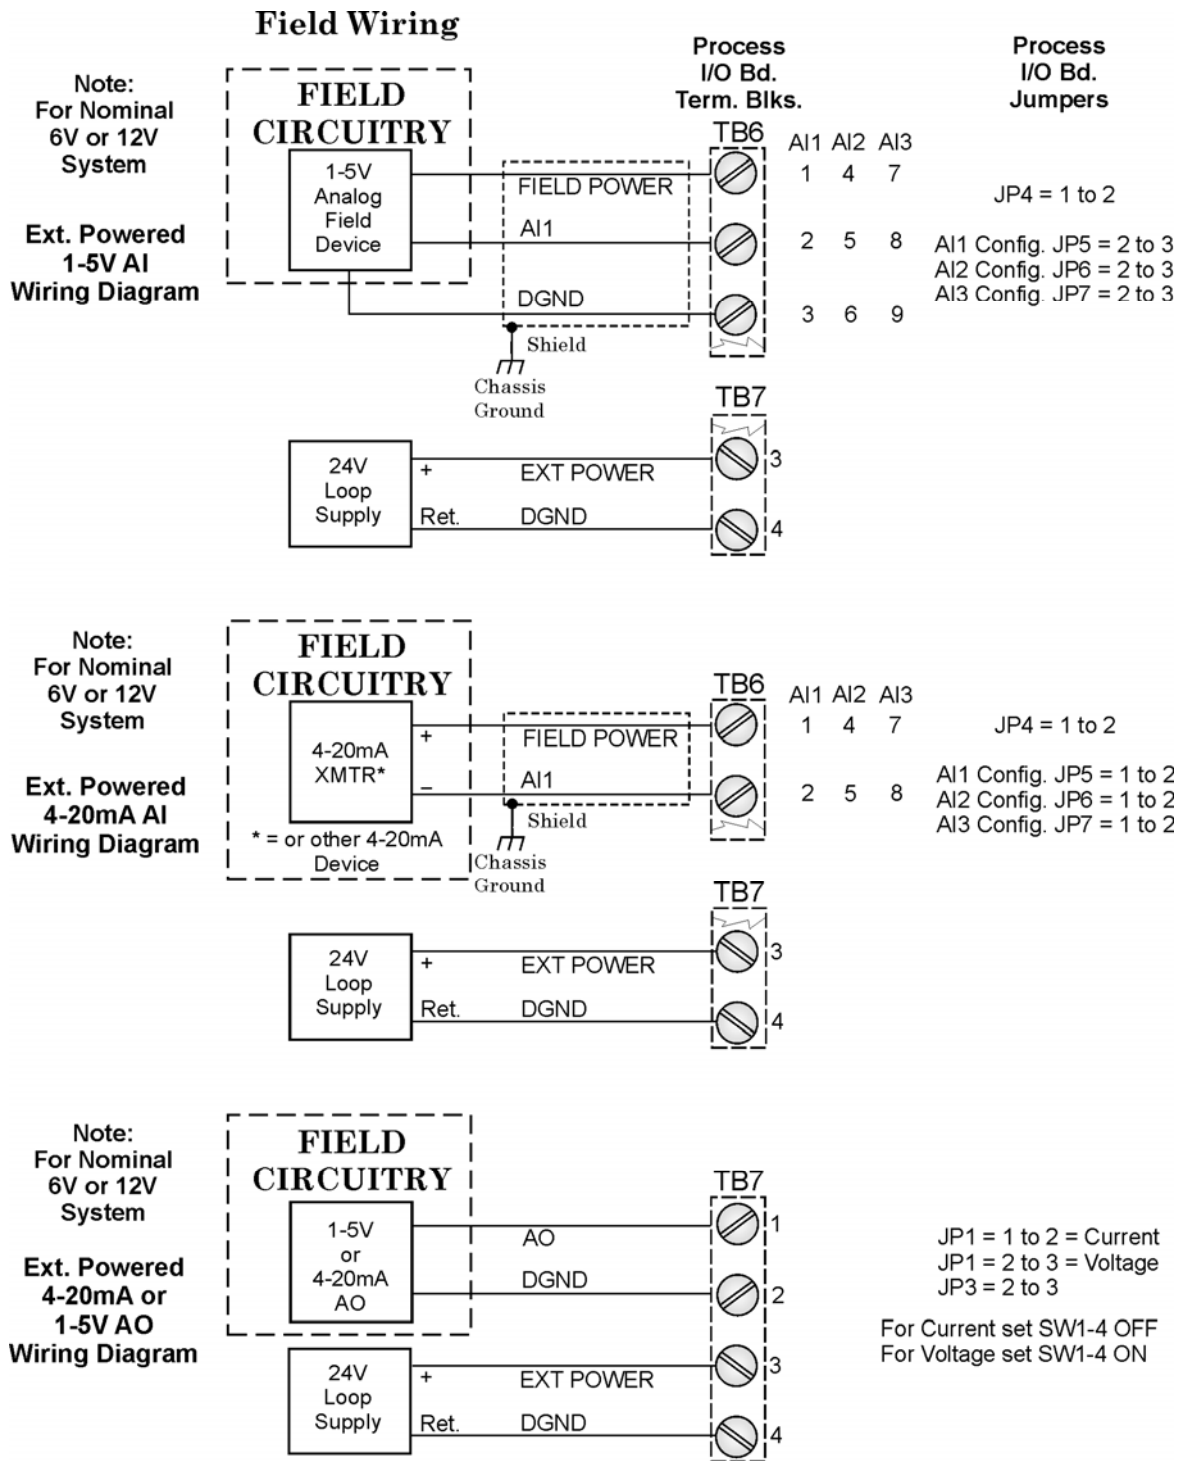 Field Wiring
Process
I/O Bd.
Term. Blks.
Process
I/O Bd.
Jumpers
Note:
For Nominal
6V or 12V
System
Ext. Powered
1-5V AI
Wiring Diagram
FIELD
CIRCUITRY
1-5V
Analog
Field
Device
FIELD POWER
AI1
DGND
Shield
Chassis
Ground
TB6
AI1 AI2 AI3
1 4 7
2 5 8
3 6 9
JP4 = 1 to 2
AI1 Config. JP5 = 2 to 3
AI2 Config. JP6 = 2 to 3
AI3 Config. JP7 = 2 to 3
TB7
24V
Loop
Supply
+ EXT POWER 3
Ret. DGND 4
Note:
For Nominal
6V or 12V
System
Ext. Powered
4-20mA AI
Wiring Diagram
FIELD
CIRCUITRY
4-20mA
XMTR*
* = or other 4-20mA
Device
+ FIELD POWER
– AI1
Shield
Chassis
Ground
TB6
AI1 AI2 AI3
1 4 7
2 5 8
JP4 = 1 to 2
AI1 Config. JP5 = 1 to 2
AI2 Config. JP6 = 1 to 2
AI3 Config. JP7 = 1 to 2
TB7
24V
Loop
Supply
+ EXT POWER 3
Ret. DGND 4
Note:
For Nominal
6V or 12V
System
Ext. Powered
4-20mA or
1-5V AO
Wiring Diagram
FIELD
CIRCUITRY
1-5V
or
4-20mA
AO
TB7
AO 1
DGND 2
24V
Loop
Supply
+ EXT POWER 3
Ret. DGND 4
JP1 = 1 to 2 = Current
JP1 = 2 to 3 = Voltage
JP3 = 2 to 3
For Current set SW1-4 OFF
For Voltage set SW1-4 ON